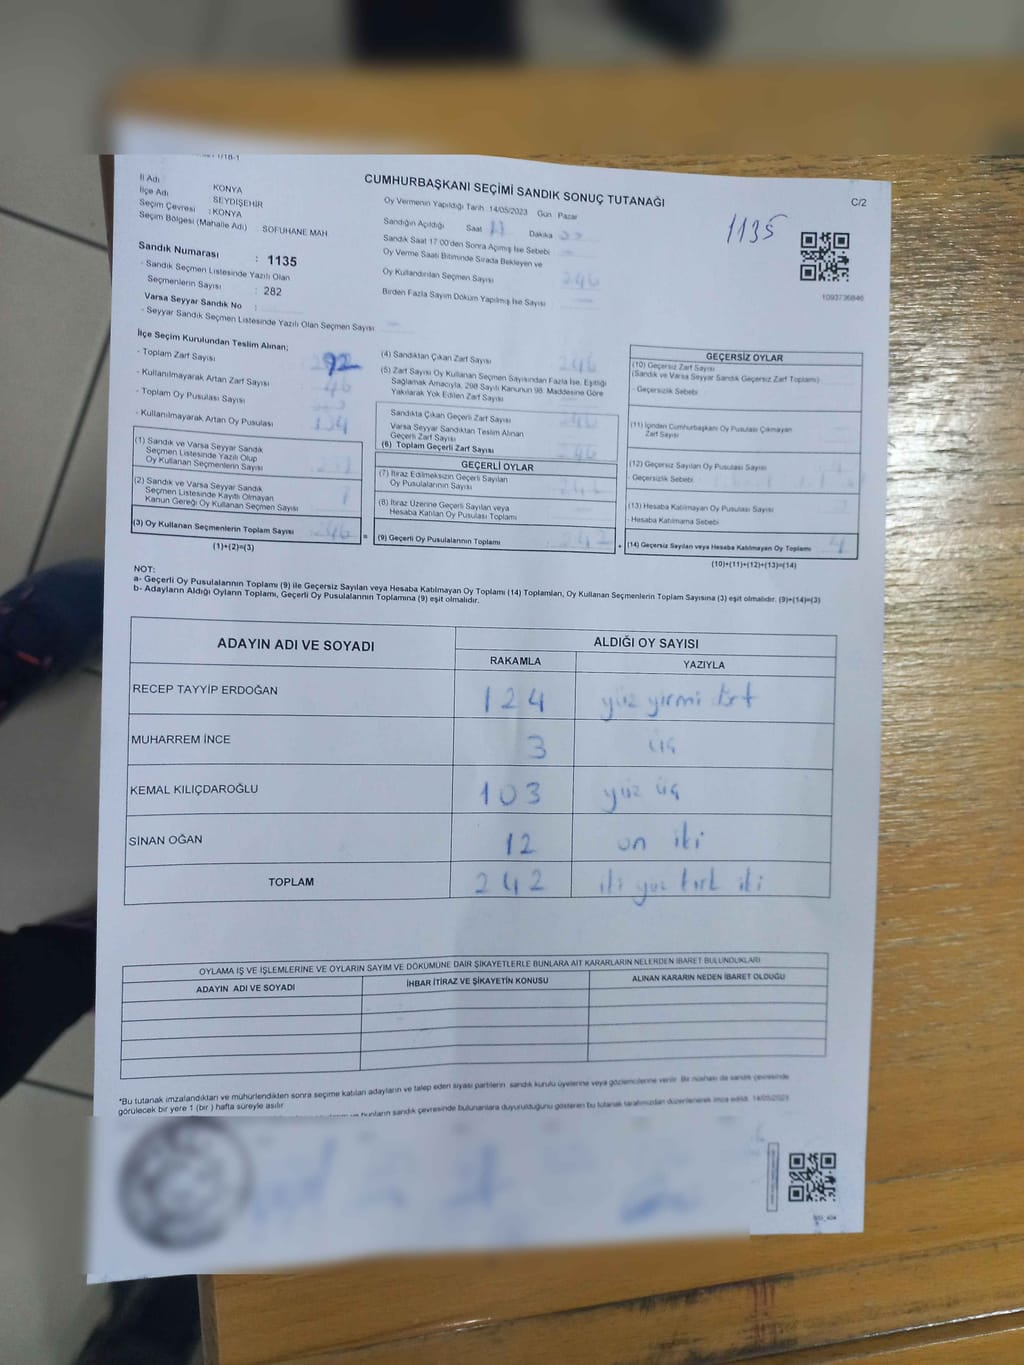 CUMHURBAŞKANI SEÇİMİ SANDIK SONUÇ TUTANAĞI
C/2
İl Adı : KONYA
İlçe Adı : SEYDİŞEHİR
Seçim Çevresi : KONYA
Seçim Bölgesi (Mahalle Adı) : SOFUHANE MAH.
Oy Vermenin Yapıldığı Tarih 14/05/2023 Gün Pazar
Sandığın Açıldığı Saat Dakika
Sandık Saat 17.00'den Sonra Açımış İse Sebebi
Oy Verme Saati Bitiminde Sırada Bekleyen ve
Oy Kullandırılan Seçmen Sayısı 246
Birden Fazla Sayım Döküm Yapılmış İse Sayısı
1135
1093736846
Sandık Numarası : 1135
- Sandık Seçmen Listesinde Yazılı Olan
Seçmenlerin Sayısı : 282
Varsa Seyyar Sandık No :
- Seyyar Sandık Seçmen Listesinde Yazılı Olan Seçmen Sayısı
İlçe Seçim Kurulundan Teslim Alınan;
- Toplam Zarf Sayısı
- Kullanılmayarak Artan Zarf Sayısı 46
- Toplam Oy Pusulası Sayısı
- Kullanılmayarak Artan Oy Pusulası
(1) Sandık ve Varsa Seyyar Sandık
Seçmen Listesinde Yazılı Olup
Oy Kullanan Seçmenlerin Sayısı
(2) Sandık ve Varsa Seyyar Sandık
Seçmen Listesinde Kayıtlı Olmayan
Kanun Gereği Oy Kullanan Seçmen Sayısı 1
(3) Oy Kullanan Seçmenlerin Toplam Sayısı 246
(1)+(2)=(3)
(4) Sandıktan Çıkan Zarf Sayısı 246
(5) Zarf Sayısı Oy Kullanan Seçmen Sayısından Fazla İse, Eşitliği
Sağlamak Amacıyla, 298 Sayılı Kanunun 98. Maddesine Göre
Yakılarak Yok Edilen Zarf Sayısı
Sandıkta Çıkan Geçerli Zarf Sayısı 246
Varsa Seyyar Sandıktan Teslim Alınan
Geçerli Zarf Sayısı
(6) Toplam Geçerli Zarf Sayısı 246
GEÇERLİ OYLAR
(7) İtiraz Edilmeksizin Geçerli Sayılan
Oy Pusulalarının Sayısı 242
(8) İtiraz Üzerine Geçerli Sayılan veya
Hesaba Katılan Oy Pusulası Toplamı
= (9) Geçerli Oy Pusulalarının Toplamı 242
GEÇERSİZ OYLAR
(10) Geçersiz Zarf Sayısı
(Sandık ve Varsa Seyyar Sandık Geçersiz Zarf Toplamı)
- Geçersizlik Sebebi
(11) İçinden Cumhurbaşkanı Oy Pusulası Çıkmayan
Zarf Sayısı
(12) Geçersiz Sayılan Oy Pusulası Sayısı
- Geçersizlik Sebebi
(13) Hesaba Katılmayan Oy Pusulası Sayısı
- Hesaba Katılmama Sebebi
+ (14) Geçersiz Sayılan veya Hesaba Katılmayan Oy Toplamı 4
(10)+(11)+(12)+(13)=(14)
NOT:
a- Geçerli Oy Pusulalarının Toplamı (9) ile Geçersiz Sayılan veya Hesaba Katılmayan Oy Toplamı (14) Toplamları, Oy Kullanan Seçmenlerin Toplam Sayısına (3) eşit olmalıdır. (9)+(14)=(3)
b- Adayların Aldığı Oyların Toplamı, Geçerli Oy Pusulalarının Toplamına (9) eşit olmalıdır.
ADAYIN ADI VE SOYADI ALDIĞI OY SAYISI
RAKAMLA YAZIYLA
RECEP TAYYİP ERDOĞAN 124 yüz yirmi dört
MUHARREM İNCE 3 üç
KEMAL KILIÇDAROĞLU 103 yüz üç
SİNAN OĞAN 12 on iki
TOPLAM 242 iki yüz kırk iki
OYLAMA İŞ VE İŞLEMLERİNE VE OYLARIN SAYIM VE DÖKÜMÜNE DAİR ŞİKAYETLERLE BUNLARA AİT KARARLARIN NELERDEN İBARET BULUNDUKLARI
ADAYIN ADI VE SOYADI İHBAR İTİRAZ VE ŞİKAYETİN KONUSU ALINAN KARARIN NEDEN İBARET OLDUĞU
*Bu tutanak imzalandıktan ve mühürlendikten sonra seçime katılan adayların ve talep eden siyasi partilerin sandık kurulu üyelerine veya gözlemcilerine verilir. Bir nüshası da sandık çevresinde
görülecek bir yere 1 (bir ) hafta süreyle asılır.
bunların sandık çevresinde bulunanlara duyurulduğunu gösteren bu tutanak tarafımızdan düzenlenerek imza edildi. 14/05/2023